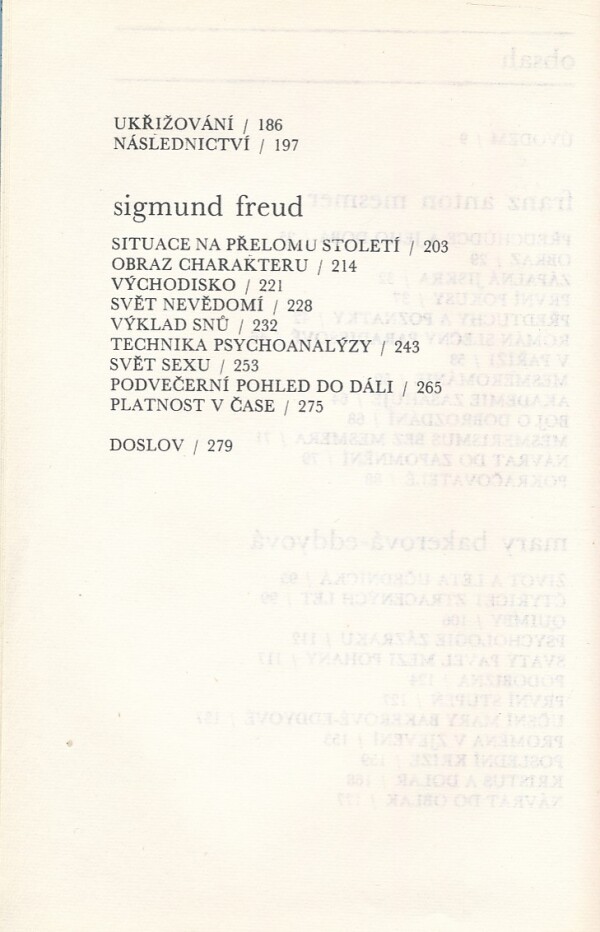 UKŘIŽOVÁNÍ / 186
NÁSLEDNICTVÍ / 197
sigmund freud
SITUACE NA PŘELOMU STOLETÍ / 203
OBRAZ CHARAKTERU / 214
VÝCHODISKO / 221
SVĚT NEVĚDOMÍ / 228
VÝKLAD SNŮ / 232
TECHNIKA PSYCHOANALÝZY / 243
SVĚT SEXU / 253
PODVEČERNÍ POHLED DO DÁLI / 265
PLATNOST V ČASE / 275
DOSLOV / 279